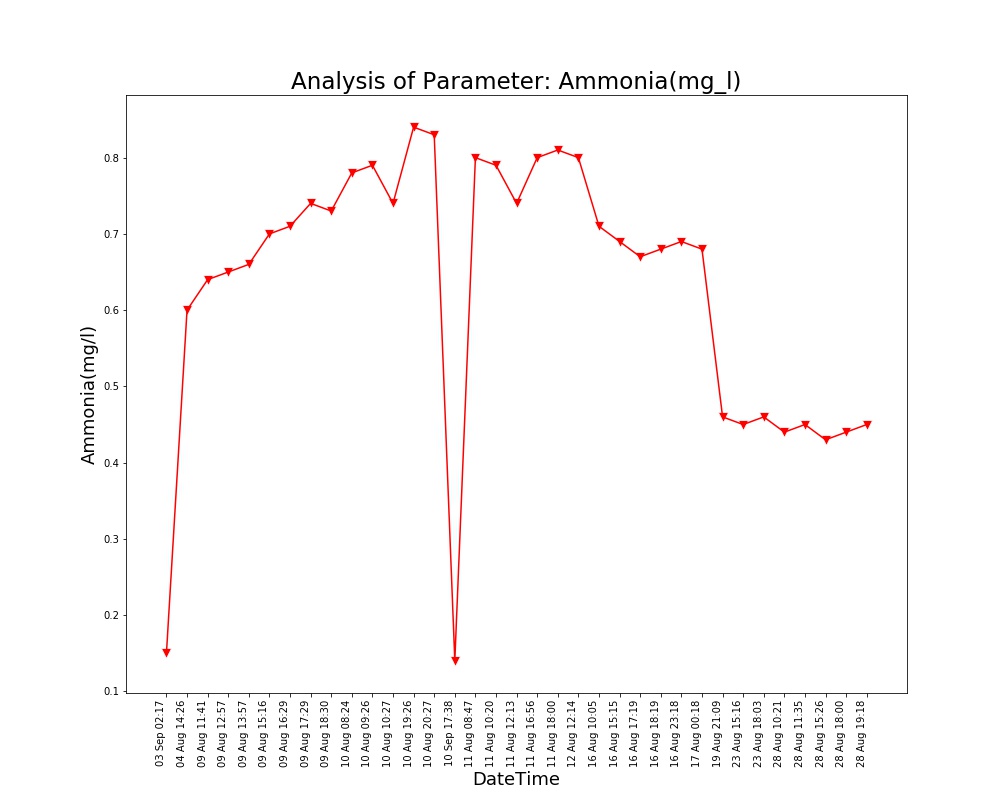 Analysis of Parameter: Ammonia(mg_l)
Ammonia(mg/l)
0.8
0.7
0.6
0.5
0.4
0.3
0.2
0.1
03 Sep 02:17
04 Aug 14:26
09 Aug 11:41
09 Aug 12:57
09 Aug 13:57
09 Aug 15:16
09 Aug 16:29
09 Aug 17:29
09 Aug 18:30
10 Aug 08:24
10 Aug 09:26
10 Aug 10:27
10 Aug 19:26
10 Aug 20:27
10 Sep 17:38
11 Aug 08:47
11 Aug 10:20
11 Aug 12:13
11 Aug 16:56
11 Aug 18:00
12 Aug 12:14
16 Aug 10:05
16 Aug 15:15
16 Aug 17:19
16 Aug 18:19
16 Aug 23:18
17 Aug 00:18
19 Aug 21:09
23 Aug 15:16
23 Aug 18:03
28 Aug 10:21
28 Aug 11:35
28 Aug 15:26
28 Aug 18:00
28 Aug 19:18
DateTime